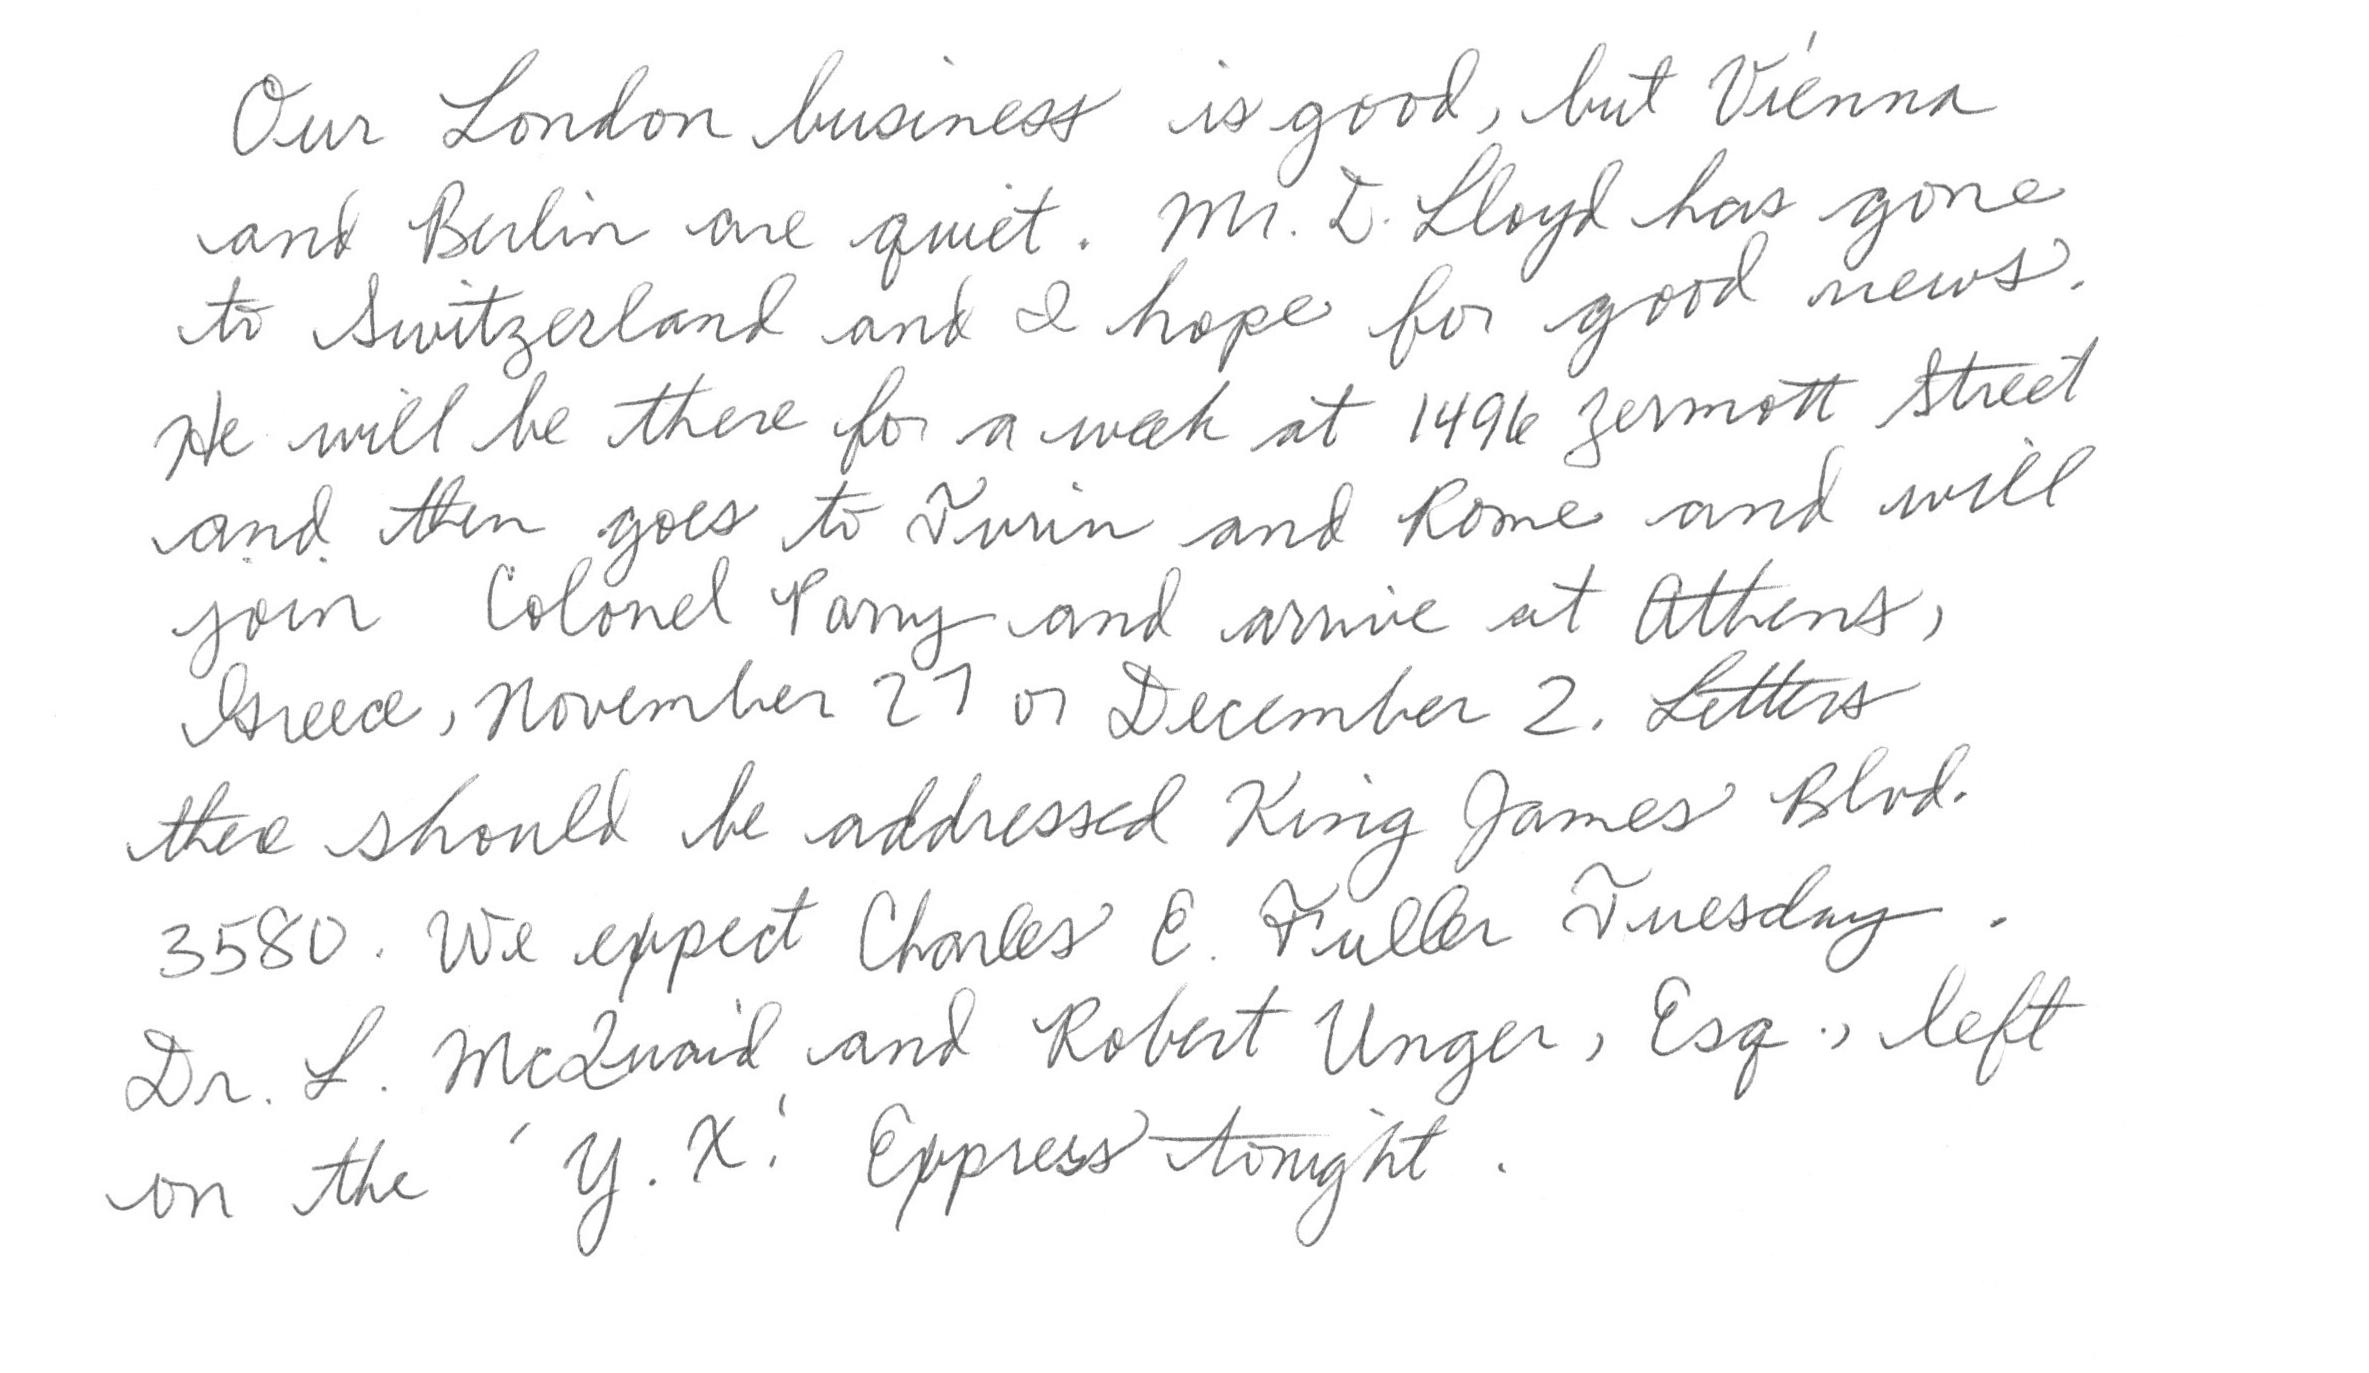 Our London business is good, but Vienna
and Berlin are quiet. Mr. D. Lloyd has gone
to Switzerland and I hope for good news.
He will be there for a week at 1496 Zermott Street
and then goes to Turin and Rome and will
join Colonel Parry and arrive at Athens,
Greece, November 27 or December 2. Letters
there should be addressed King James Blvd.
3580. We expect Charles E. Fuller Tuesday.
Dr. L. McQuaid and Robert Unger, Esq., left
on the 'Y. X.' Express tonight.